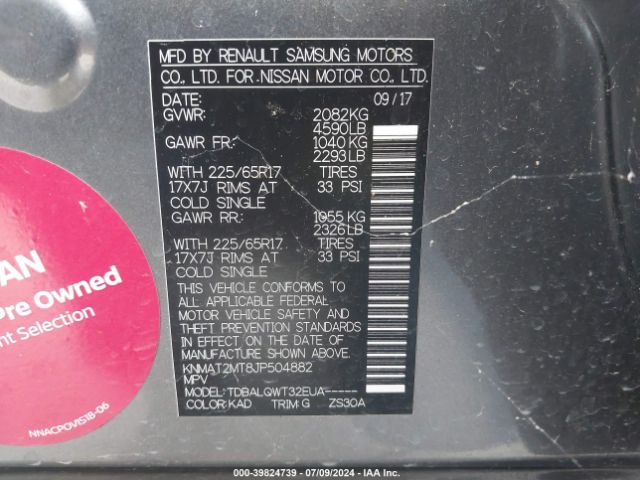 MFD BY RENAULT SAMSUNG MOTORS
CO., LTD. FOR NISSAN MOTOR CO., LTD.
DATE: 09/17
GVWR: 2082KG
4590LB
GAWR FR: 1040 KG
2293LB
WITH 225/65R17 TIRES
17X7J RIMS AT 33 PSI
COLD SINGLE
GAWR RR: 1055 KG
2326LB
WITH 225/65R17 TIRES
17X7J RIMS AT 33 PSI
COLD SINGLE
THIS VEHICLE CONFORMS TO
ALL APPLICABLE FEDERAL
MOTOR VEHICLE SAFETY AND
THEFT PREVENTION STANDARDS
IN EFFECT ON THE DATE OF
MANUFACTURE SHOWN ABOVE.
KNMAT2MT8JP504882
MPV
MODEL: TDBALQWT32EUA-----
COLOR: KAD TRIM: G ZS30A
AN
Pre Owned
nt Selection
NNACPOVIS18-06
000-39824739 - 07/09/2024 - IAA Inc.